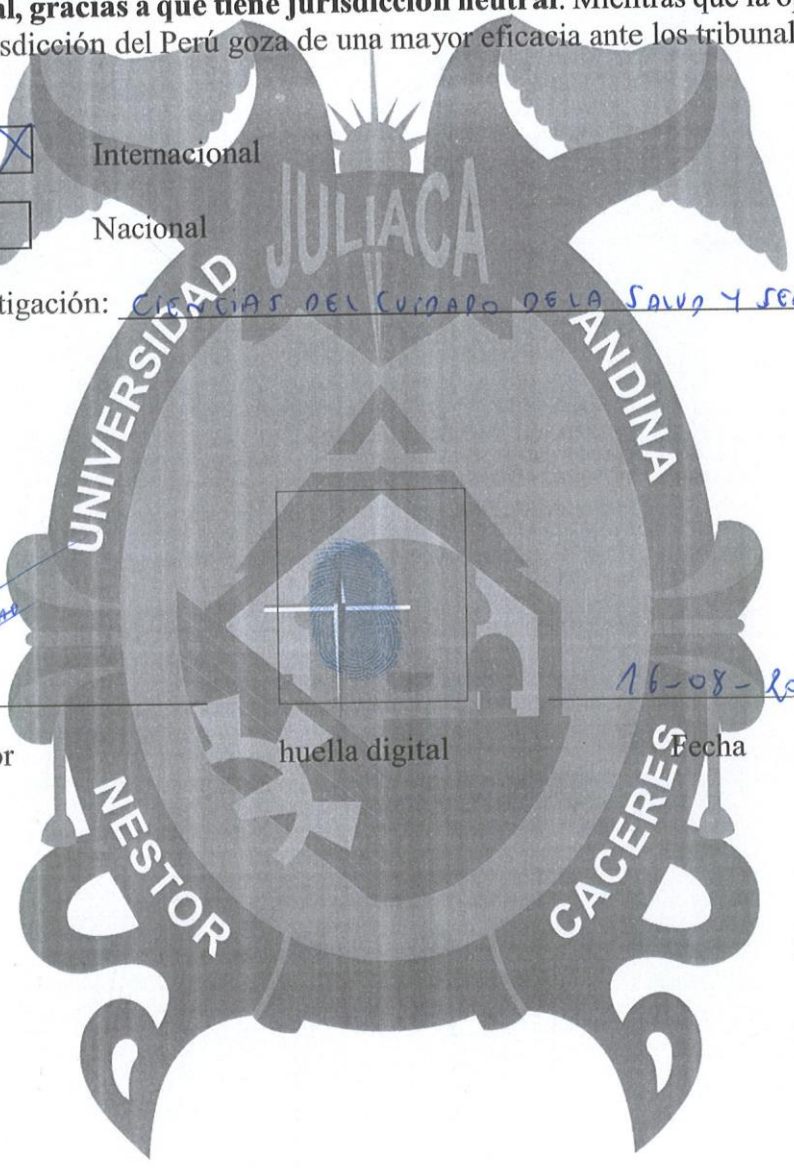 al, gracias a que tiene jurisdicción neutral. Mientras que la o
sdicción del Perú goza de una mayor eficacia ante los tribunal
X Internacional
Nacional
JULIACA
tigación: CIENCIAS DEL CUIDADO DE LA SALUD Y SE
UNIVERSIDAD
ANDINA
16-08-20
or
huella digital
Fecha
NESTOR
CACERES